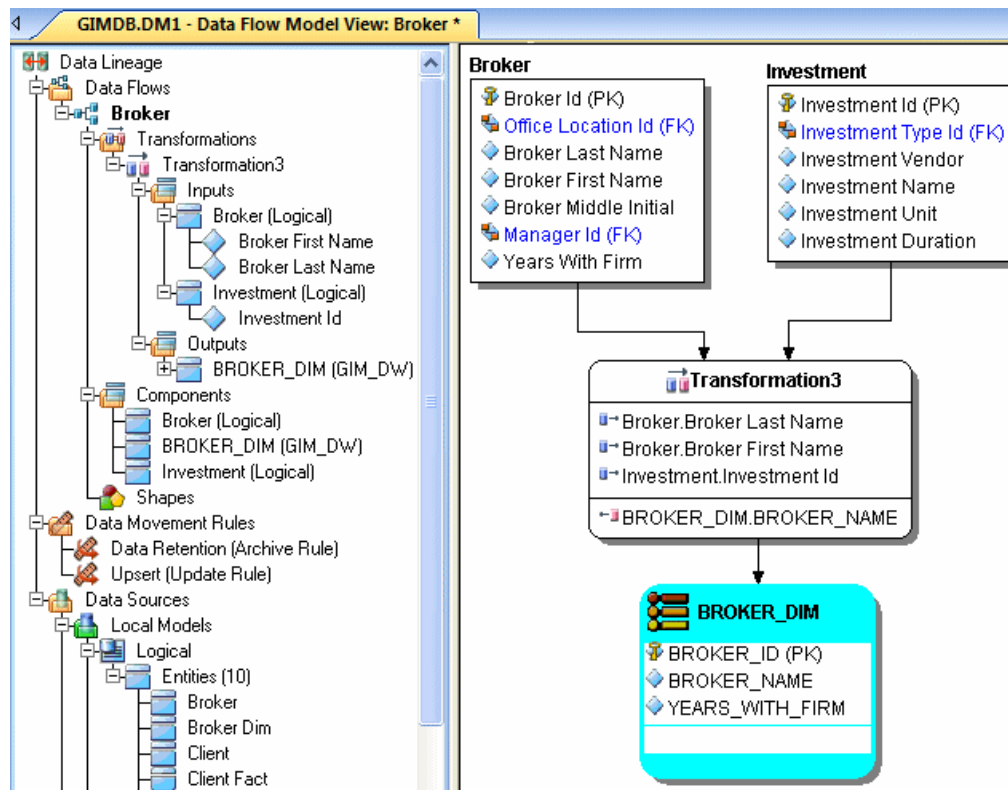 GIMDB.DM1 - Data Flow Model View: Broker *
Data Lineage
Data Flows
Broker
Transformations
Transformation3
Inputs
Broker (Logical)
Broker First Name
Broker Last Name
Investment (Logical)
Investment Id
Outputs
BROKER_DIM (GIM_DW)
Components
Broker (Logical)
BROKER_DIM (GIM_DW)
Investment (Logical)
Shapes
Data Movement Rules
Data Retention (Archive Rule)
Upsert (Update Rule)
Data Sources
Local Models
Logical
Entities (10)
Broker
Broker Dim
Client
Client Fact
Broker
Broker Id (PK)
Office Location Id (FK)
Broker Last Name
Broker First Name
Broker Middle Initial
Manager Id (FK)
Years With Firm
Investment
Investment Id (PK)
Investment Type Id (FK)
Investment Vendor
Investment Name
Investment Unit
Investment Duration
Transformation3
Broker.Broker Last Name
Broker.Broker First Name
Investment.Investment Id
BROKER_DIM.BROKER_NAME
BROKER_DIM
BROKER_ID (PK)
BROKER_NAME
YEARS_WITH_FIRM